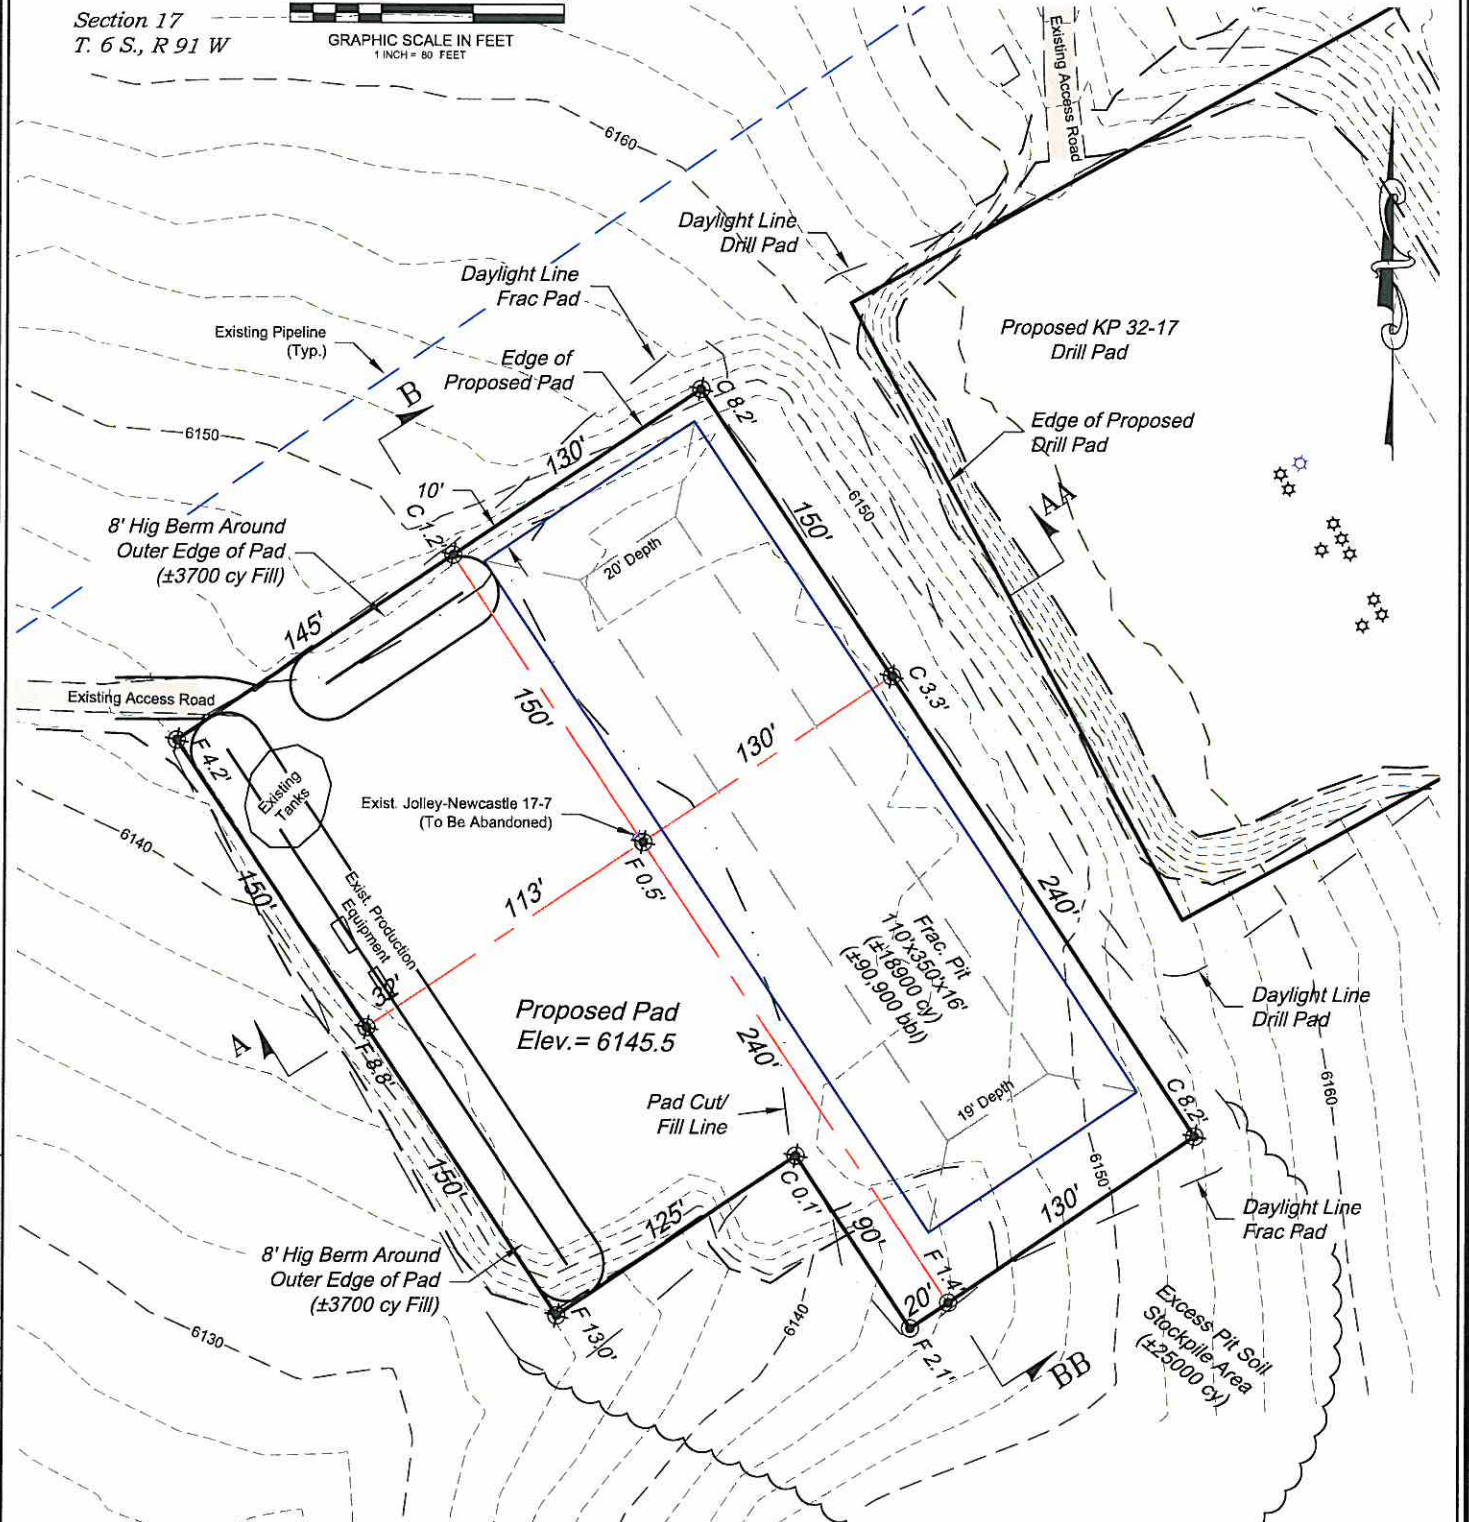 Section 17
T. 6 S., R 91 W
GRAPHIC SCALE IN FEET
1 INCH = 80 FEET
Existing Access Road
6160
Daylight Line
Drill Pad
Daylight Line
Frac Pad
Existing Pipeline
(Typ.)
Edge of
Proposed Pad
Proposed KP 32-17
Drill Pad
B
C 8.2'
Edge of Proposed
Drill Pad
6150
130'
10'
C 1.2'
8' Hig Berm Around
Outer Edge of Pad
(±3700 cy Fill)
AA
6150
150'
20' Depth
145'
Existing Access Road
F 4.2'
150'
C 3.3'
130'
Existing
Tanks
Exist. Jolley-Newcastle 17-7
(To Be Abandoned)
6140
F 0.5'
150'
113'
Exist. Production
Equipment
240'
Frac. Pit
110'x350'x16'
(±18900 cy)
(±90,900 bbl)
32'
Proposed Pad
Elev.= 6145.5
A
F 8.8'
240'
Daylight Line
Drill Pad
Pad Cut/
Fill Line
19' Depth
C 8.2'
6160
150'
C 0.1'
6150
125'
90'
130'
Daylight Line
Frac Pad
8' Hig Berm Around
Outer Edge of Pad
(±3700 cy Fill)
F 1.4'
20'
6130
F 13.0'
6140
F 2.1'
BB
Excess Pit Soil
Stockpile Area
(±25000 cy)